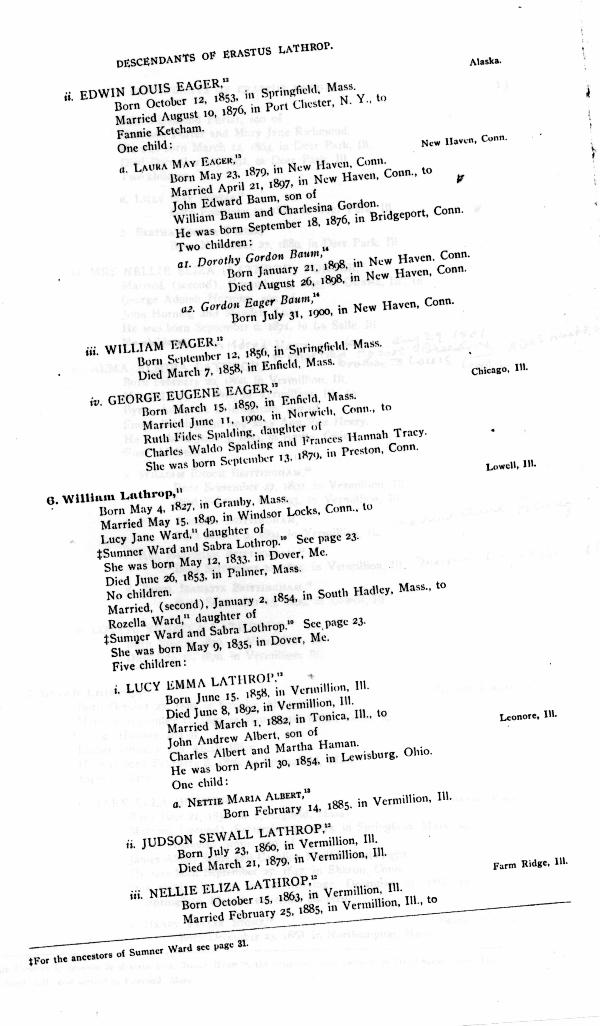 DESCENDANTS OF ERASTUS LATHROP.
Alaska.
ii. EDWIN LOUIS EAGER,¹²
Born October 12, 1853, in Springfield, Mass.
Married August 10, 1876, in Port Chester, N. Y., to
Fannie Ketcham.
One child:
New Haven, Conn.
a. LAURA MAY EAGER,¹³
Born May 23, 1879, in New Haven, Conn.
Married April 21, 1897, in New Haven, Conn., to
John Edward Baum, son of
William Baum and Charlesina Gordon.
He was born September 18, 1876, in Bridgeport, Conn.
Two children:
a1. Dorothy Gordon Baum,¹⁴
Born January 21, 1898, in New Haven, Conn.
Died August 26, 1898, in New Haven, Conn.
a2. Gordon Eager Baum,¹⁴
Born July 31, 1900, in New Haven, Conn.
iii. WILLIAM EAGER,¹²
Born September 12, 1856, in Springfield, Mass.
Died March 7, 1858, in Enfield, Mass.
Chicago, Ill.
iv. GEORGE EUGENE EAGER,¹²
Born March 15, 1859, in Enfield, Mass.
Married June 11, 1900, in Norwich, Conn., to
Ruth Fides Spalding, daughter of
Charles Waldo Spalding and Frances Hannah Tracy.
She was born September 13, 1879, in Preston, Conn.
Lowell, Ill.
6. William Lathrop,¹¹
Born May 4, 1827, in Granby, Mass.
Married May 15, 1849, in Windsor Locks, Conn., to
Lucy Jane Ward,¹¹ daughter of
‡Sumner Ward and Sabra Lothrop.¹⁰ See page 23.
She was born May 12, 1833, in Dover, Me.
Died June 26, 1853, in Palmer, Mass.
No children.
Married, (second), January 2, 1854, in South Hadley, Mass., to
Rozella Ward,¹¹ daughter of
‡Sumner Ward and Sabra Lothrop.¹⁰ See page 23.
She was born May 9, 1835, in Dover, Me.
Five children:
i. LUCY EMMA LATHROP,¹²
Born June 15, 1858, in Vermillion, Ill.
Died June 8, 1892, in Vermillion, Ill.
Married March 1, 1882, in Tonica, Ill., to
Leonore, Ill.
John Andrew Albert, son of
Charles Albert and Martha Haman.
He was born April 30, 1854, in Lewisburg, Ohio.
One child:
a. NETTIE MARIA ALBERT,¹³
Born February 14, 1885, in Vermillion, Ill.
ii. JUDSON SEWALL LATHROP,¹²
Born July 23, 1860, in Vermillion, Ill.
Died March 21, 1879, in Vermillion, Ill.
Farm Ridge, Ill.
iii. NELLIE ELIZA LATHROP,¹²
Born October 15, 1863, in Vermillion, Ill.
Married February 25, 1885, in Vermillion, Ill., to
‡For the ancestors of Sumner Ward see page 31.